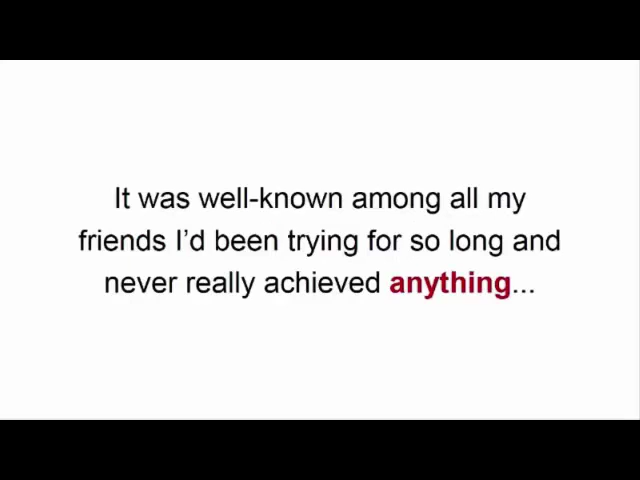 It was well-known among all my
friends I’d been trying for so long and
never really achieved anything...